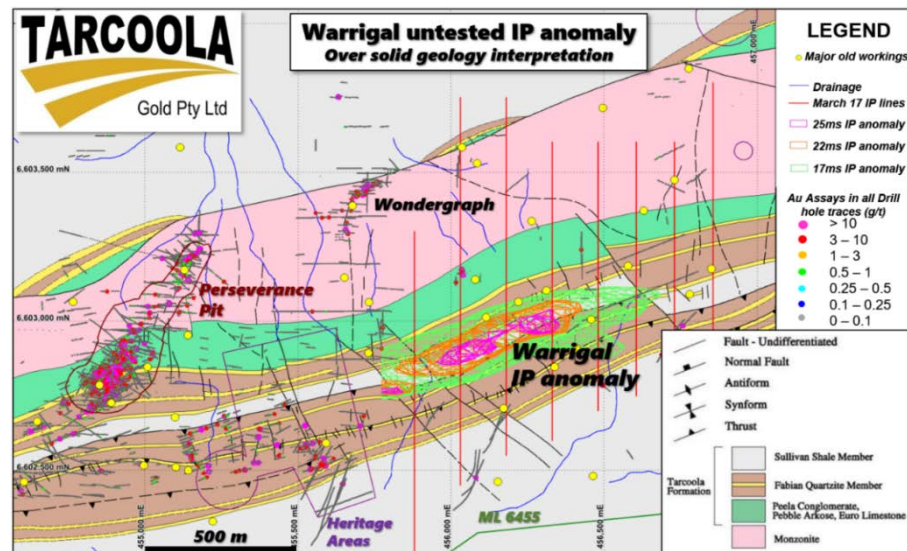 TARCOOLA
Gold Pty Ltd
Warrigal untested IP anomaly
Over solid geology interpretation
457,000 mE
LEGEND
Major old workings
Drainage
March 17 IP lines
25ms IP anomaly
22ms IP anomaly
17ms IP anomaly
Au Assays in all Drill
hole traces (g/t)
> 10
3 – 10
1 – 3
0.5 – 1
0.25 – 0.5
0.1 – 0.25
0 – 0.1
6,603,500 mN
Wondergraph
Perseverance
Pit
6,603,000 mN
Warrigal
IP anomaly
6,602,500 mN
455,000 mE
455,500 mE
456,000 mE
456,500 mE
500 m
Heritage
Areas
ML 6455
Fault - Undifferentiated
Normal Fault
Antiform
Synform
Thrust
Tarcoola
Formation
Sullivan Shale Member
Fabian Quartzite Member
Peela Conglomerate,
Pebble Arkose, Euro Limestone
Monzonite